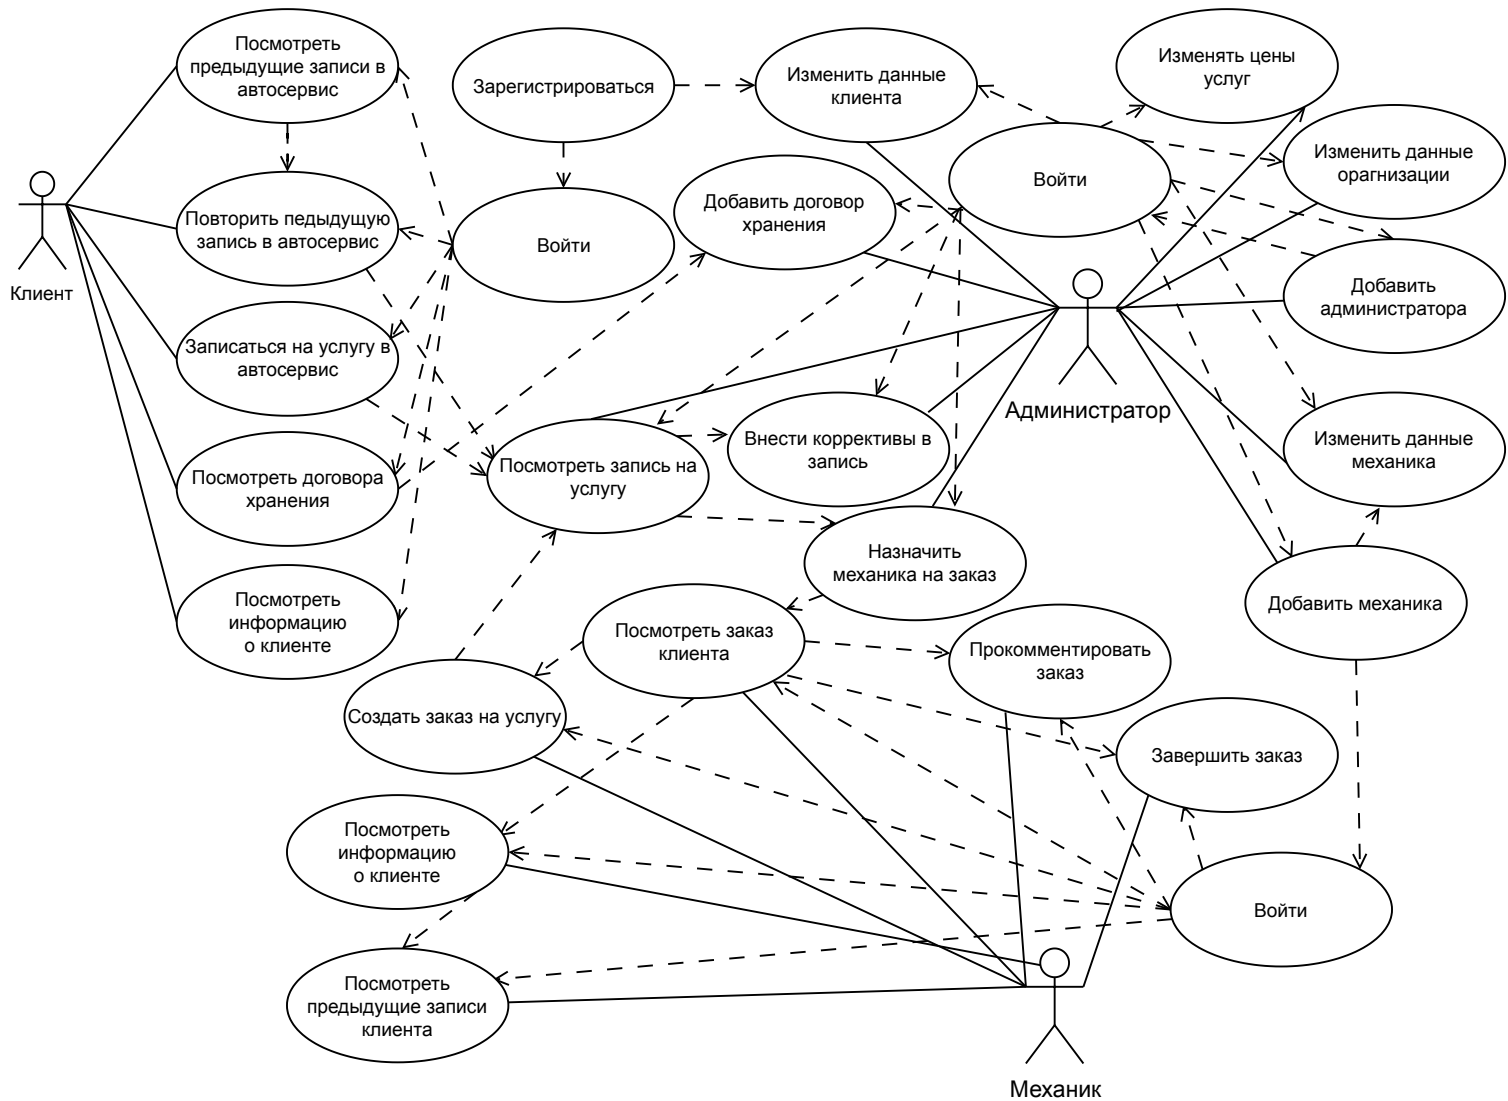 Посмотреть
предыдущие записи в
автосервис
Зарегистрироваться
Изменить данные
клиента
Изменять цены
услуг
Войти
Изменить данные
орагнизации
Повторить педыдущую
запись в автосервис
Войти
Добавить договор
хранения
Клиент
Добавить
администратора
Записаться на услугу в
автосервис
Администратор
Посмотреть договора
хранения
Посмотреть запись на
услугу
Внести коррективы в
запись
Изменить данные
механика
Назначить
механика на заказ
Добавить механика
Посмотреть
информацию
о клиенте
Посмотреть заказ
клиента
Прокомментировать
заказ
Создать заказ на услугу
Завершить заказ
Посмотреть
информацию
о клиенте
Войти
Посмотреть
предыдущие записи
клиента
Механик